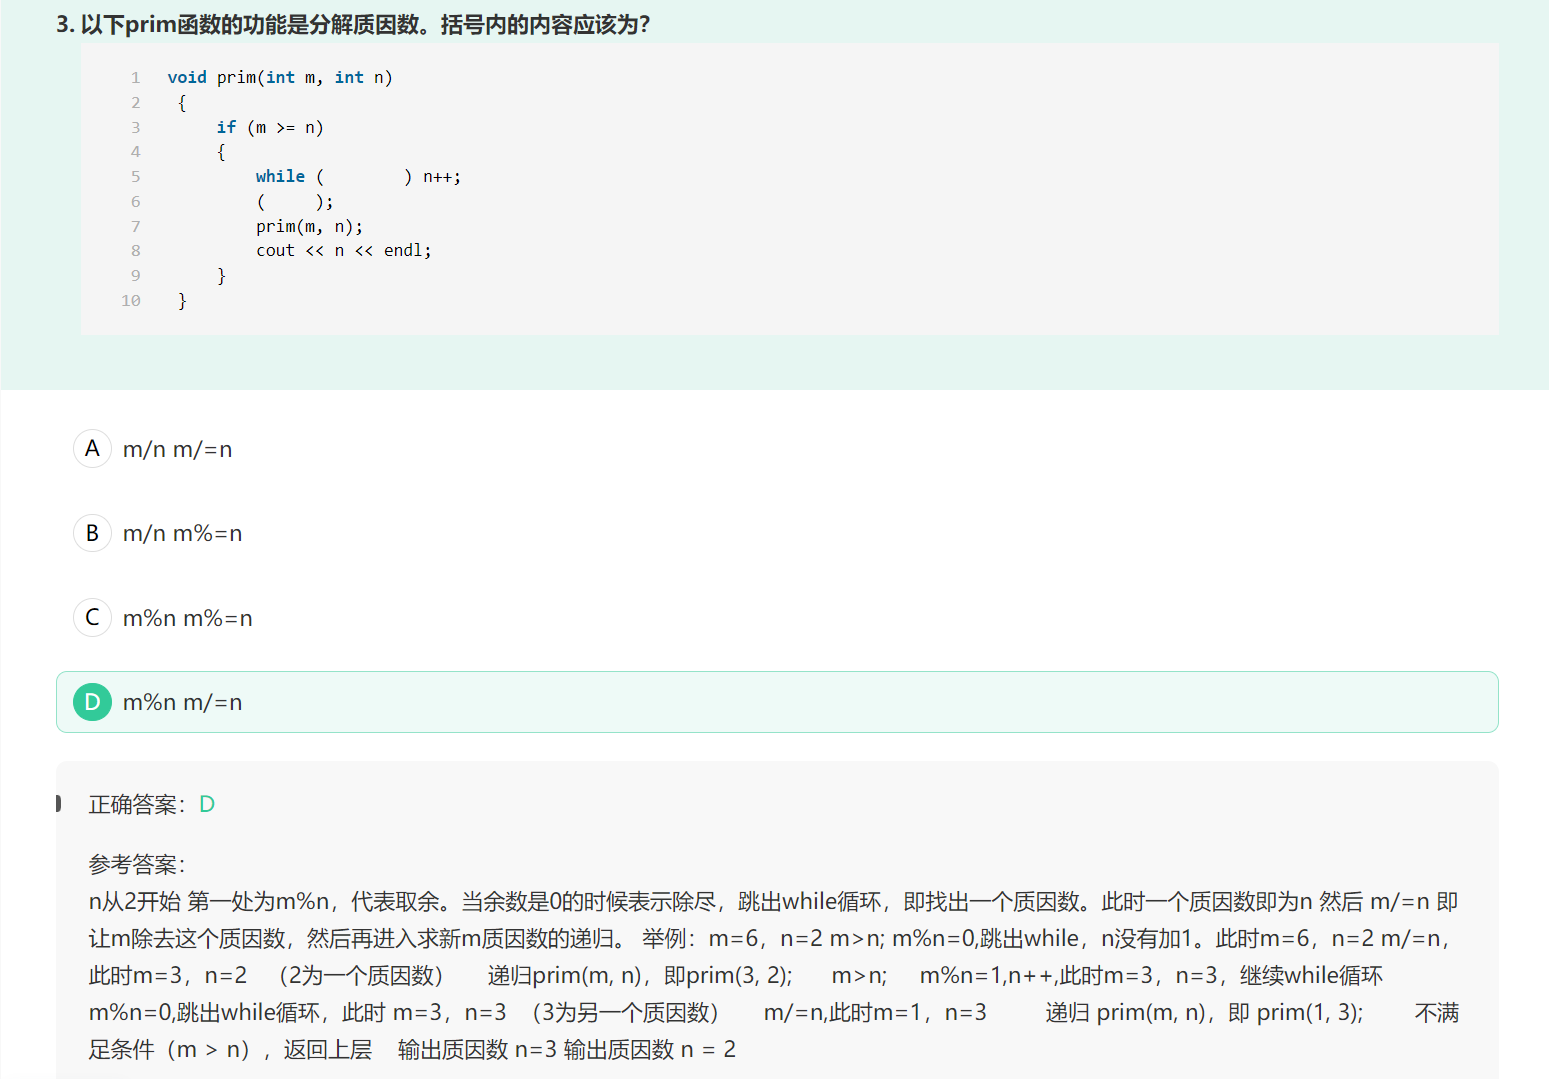 3. 以下prim函数的功能是分解质因数。括号内的内容应该为？
1 void prim(int m, int n)
2 {
3 if (m >= n)
4 {
5 while (        ) n++;
6 (     );
7 prim(m, n);
8 cout << n << endl;
9 }
10 }
A m/n m/=n
B m/n m%=n
C m%n m%=n
D m%n m/=n
正确答案：D
参考答案：
n从2开始 第一处为m%n，代表取余。当余数是0的时候表示除尽，跳出while循环，即找出一个质因数。此时一个质因数即为n 然后 m/=n 即
让m除去这个质因数，然后再进入求新m质因数的递归。 举例：m=6，n=2 m>n; m%n=0,跳出while，n没有加1。此时m=6，n=2 m/=n，
此时m=3，n=2 （2为一个质因数） 递归prim(m, n)，即prim(3, 2); m>n; m%n=1,n++,此时m=3，n=3，继续while循环
m%n=0,跳出while循环，此时 m=3，n=3 （3为另一个质因数） m/=n,此时m=1，n=3 递归 prim(m, n)，即 prim(1, 3); 不满
足条件（m > n），返回上层 输出质因数 n=3 输出质因数 n = 2